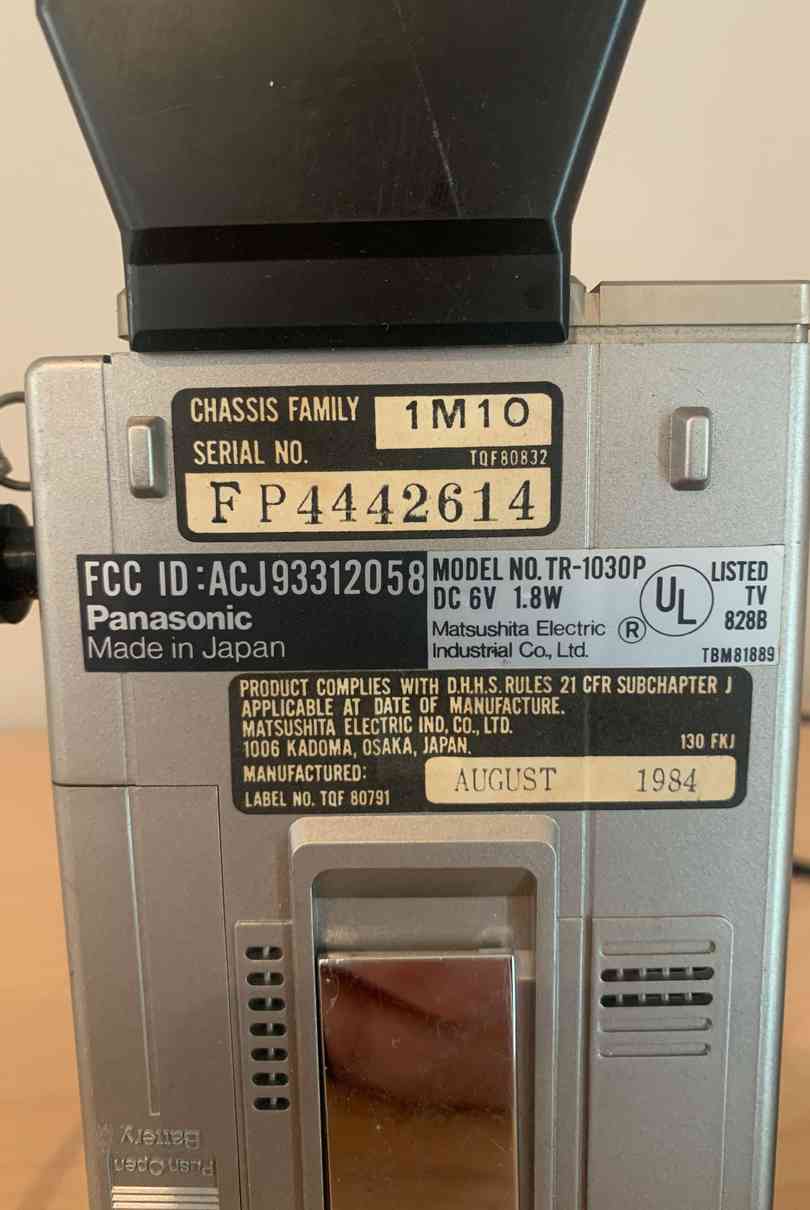 CHASSIS FAMILY 1M10
SERIAL NO. TQF80832
FP4442614
FCC ID:ACJ93312058
Panasonic
Made in Japan
MODEL NO. TR-1030P
DC 6V 1.8W
Matsushita Electric ®
Industrial Co., Ltd.
UL
LISTED
TV
828B
TBM81889
PRODUCT COMPLIES WITH D.H.H.S. RULES 21 CFR SUBCHAPTER J
APPLICABLE AT DATE OF MANUFACTURE.
MATSUSHITA ELECTRIC IND, CO., LTD.
1006 KADOMA, OSAKA, JAPAN. 130 FKJ
MANUFACTURED: AUGUST 1984
LABEL NO. TQF 80791
Battery
Push Open